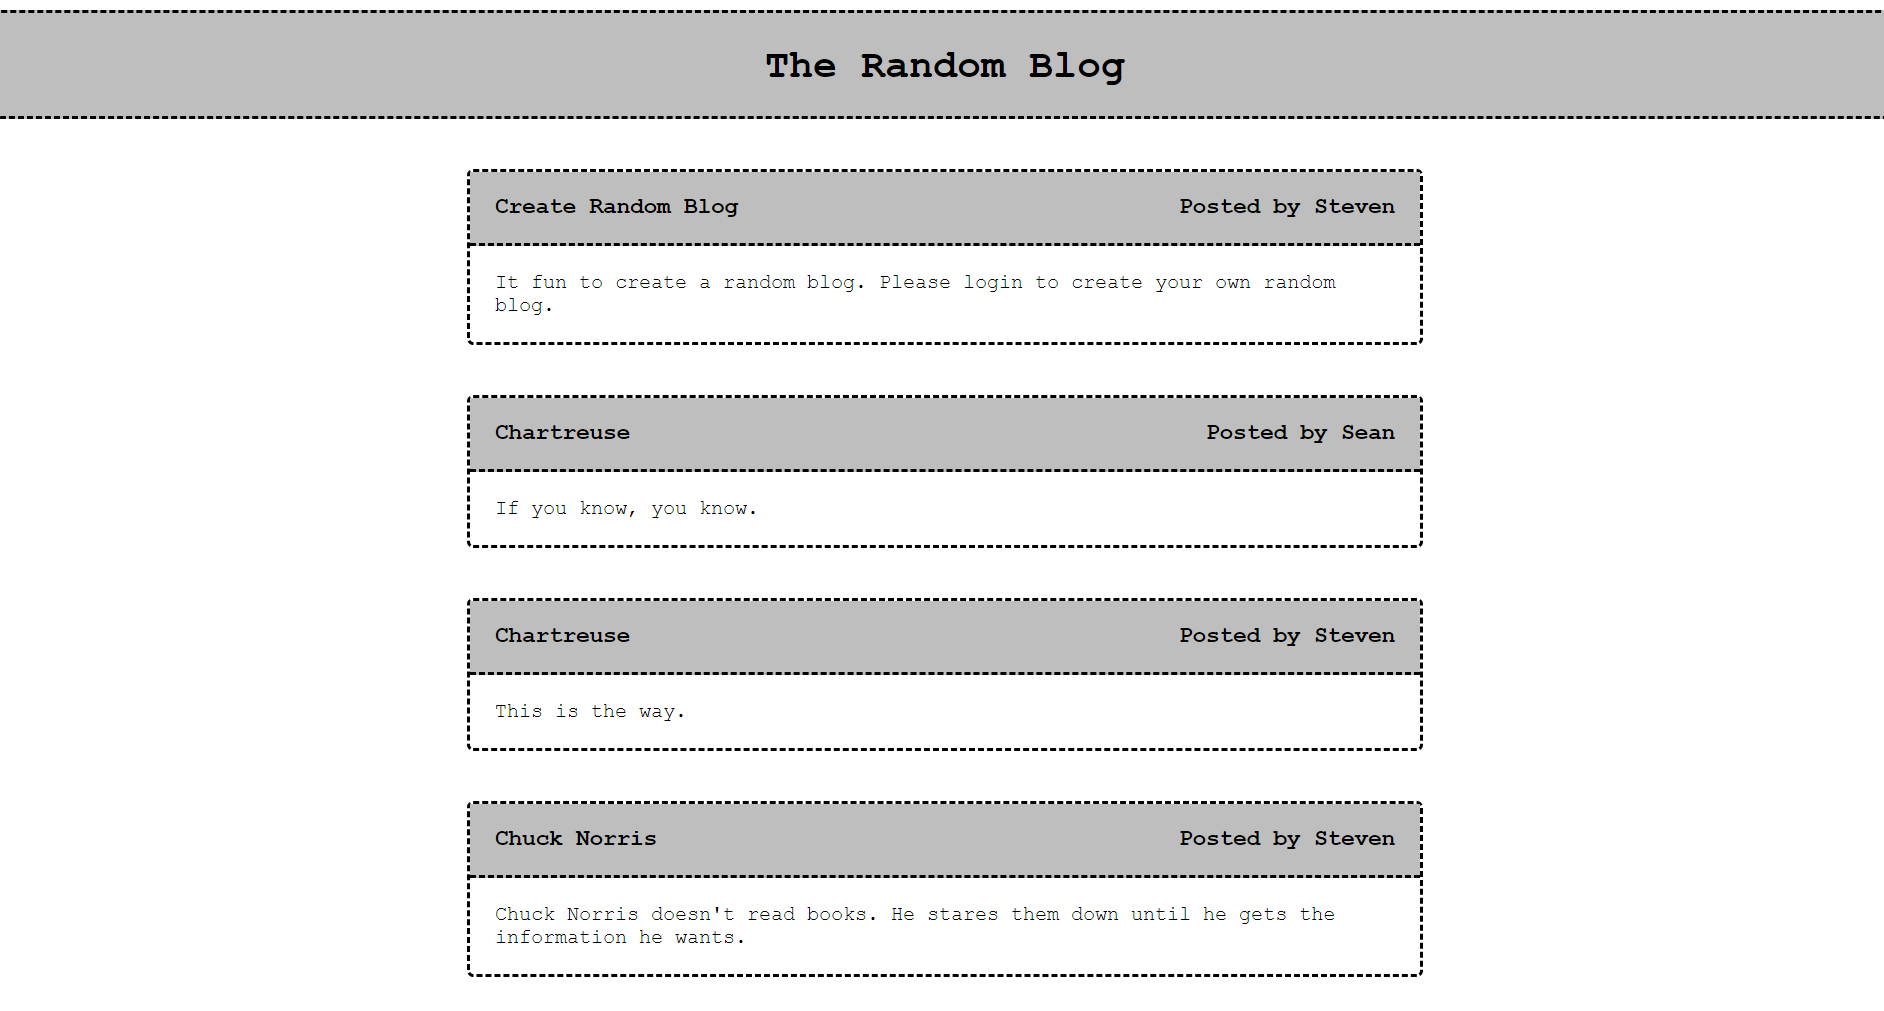 The Random Blog
Create Random Blog Posted by Steven
It fun to create a random blog. Please login to create your own random
blog.
Chartreuse Posted by Sean
If you know, you know.
Chartreuse Posted by Steven
This is the way.
Chuck Norris Posted by Steven
Chuck Norris doesn't read books. He stares them down until he gets the
information he wants.